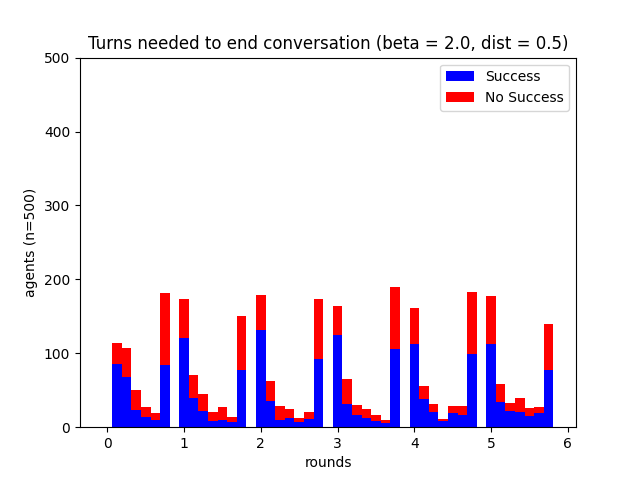 Turns needed to end conversation (beta = 2.0, dist = 0.5)
500
400
300
200
100
0
agents (n=500)
Success
No Success
0 1 2 3 4 5 6
rounds